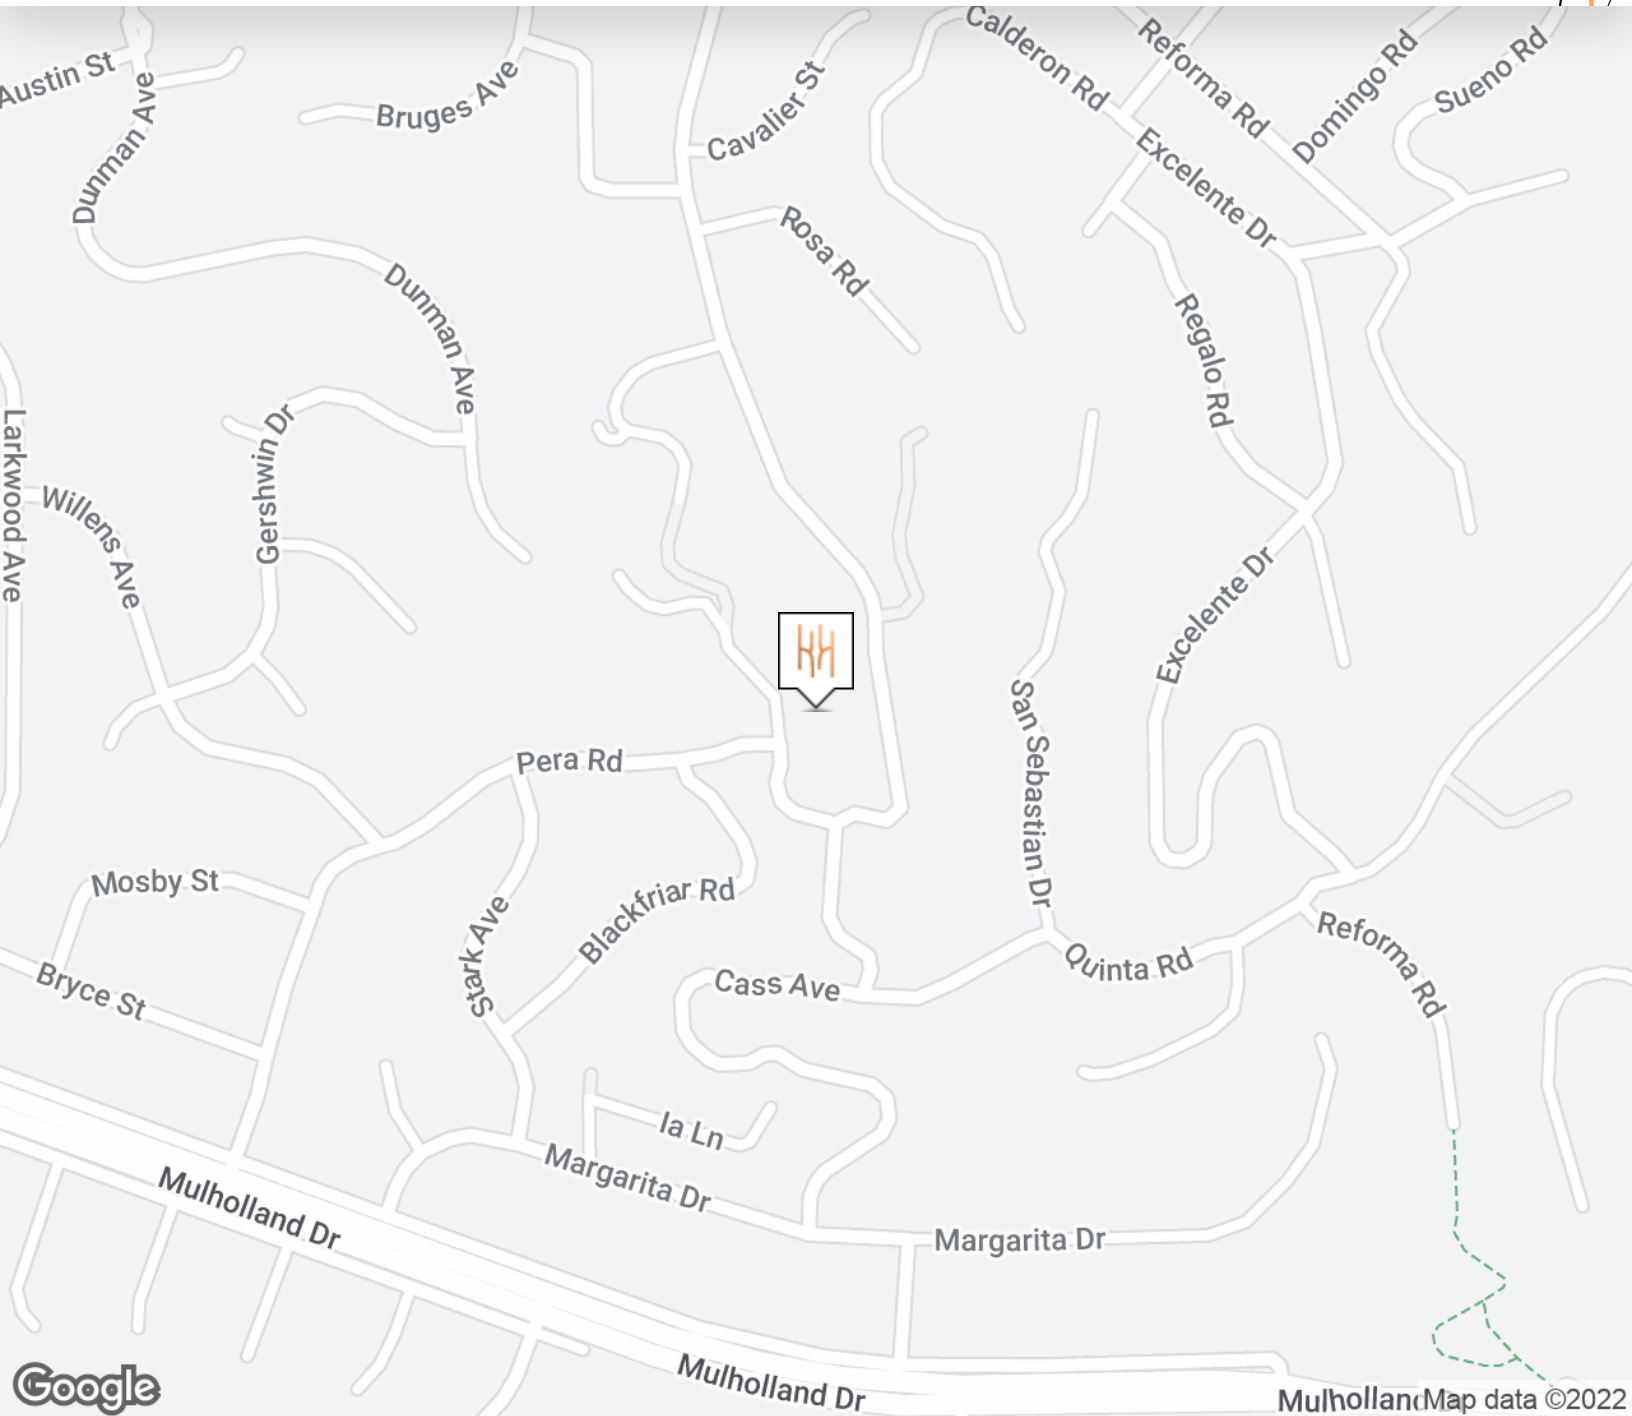 Calderon Rd
Reforma Rd
Domingo Rd
Sueno Rd
Austin St
Dunman Ave
Bruges Ave
Cavalier St
Excelente Dr
Dunman Ave
Rosa Rd
Regalo Rd
Larkwood Ave
Willens Ave
Gershwin Dr
Excelente Dr
San Sebastian Dr
Pera Rd
Mosby St
Blackfriar Rd
Stark Ave
Bryce St
Cass Ave
Quinta Rd
Reforma Rd
Ia Ln
Margarita Dr
Margarita Dr
Mulholland Dr
Mulholland Dr
Google
Mulholland
Map data ©2022